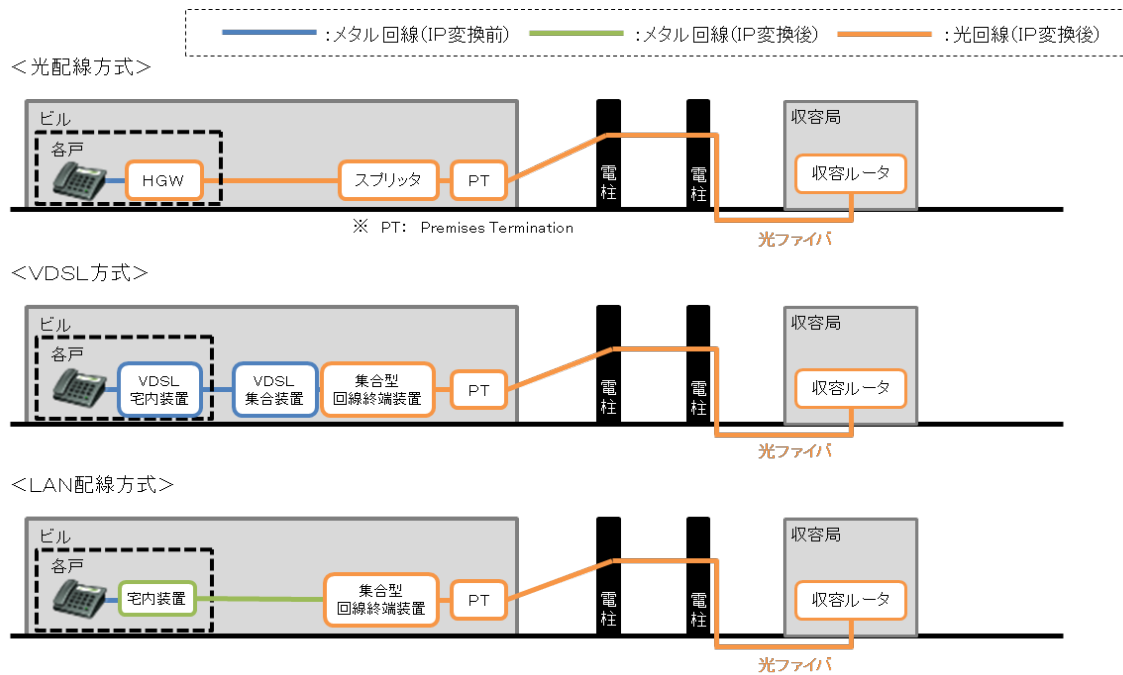 :メタル回線(IP変換前) :メタル回線(IP変換後) :光回線(IP変換後)
＜光配線方式＞
ビル
各戸
HGW
スプリッタ
PT
電柱
電柱
収容局
収容ルータ
※ PT: Premises Termination
光ファイバ
＜VDSL方式＞
ビル
各戸
VDSL
宅内装置
VDSL
集合装置
集合型
回線終端装置
PT
電柱
電柱
収容局
収容ルータ
光ファイバ
＜LAN配線方式＞
ビル
各戸
宅内装置
集合型
回線終端装置
PT
電柱
電柱
収容局
収容ルータ
光ファイバ